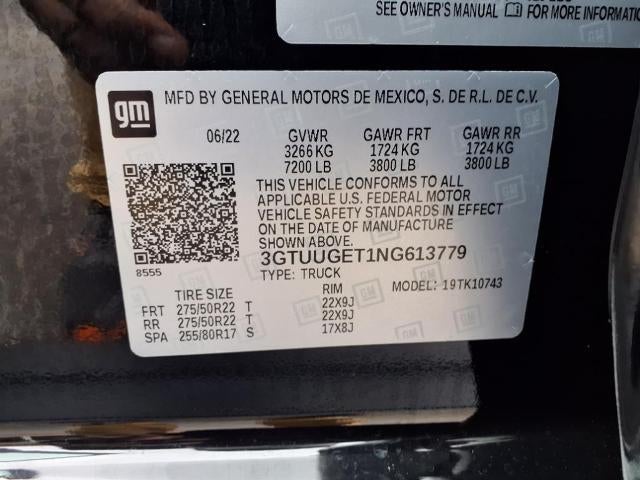 SEE OWNER'S MANUAL FOR MORE INFORMATI
gm
MFD BY GENERAL MOTORS DE MEXICO, S. DE R.L. DE C.V.
06/22 GVWR GAWR FRT GAWR RR
3266 KG 1724 KG 1724 KG
7200 LB 3800 LB 3800 LB
THIS VEHICLE CONFORMS TO ALL
APPLICABLE U.S. FEDERAL MOTOR
VEHICLE SAFETY STANDARDS IN EFFECT
ON THE DATE OF MANUFACTURE
SHOWN ABOVE.
8555
3GTUUGET1NG613779
TYPE: TRUCK MODEL: 19TK10743
TIRE SIZE RIM
FRT 275/50R22 T 22X9J
RR 275/50R22 T 22X9J
SPA 255/80R17 S 17X8J